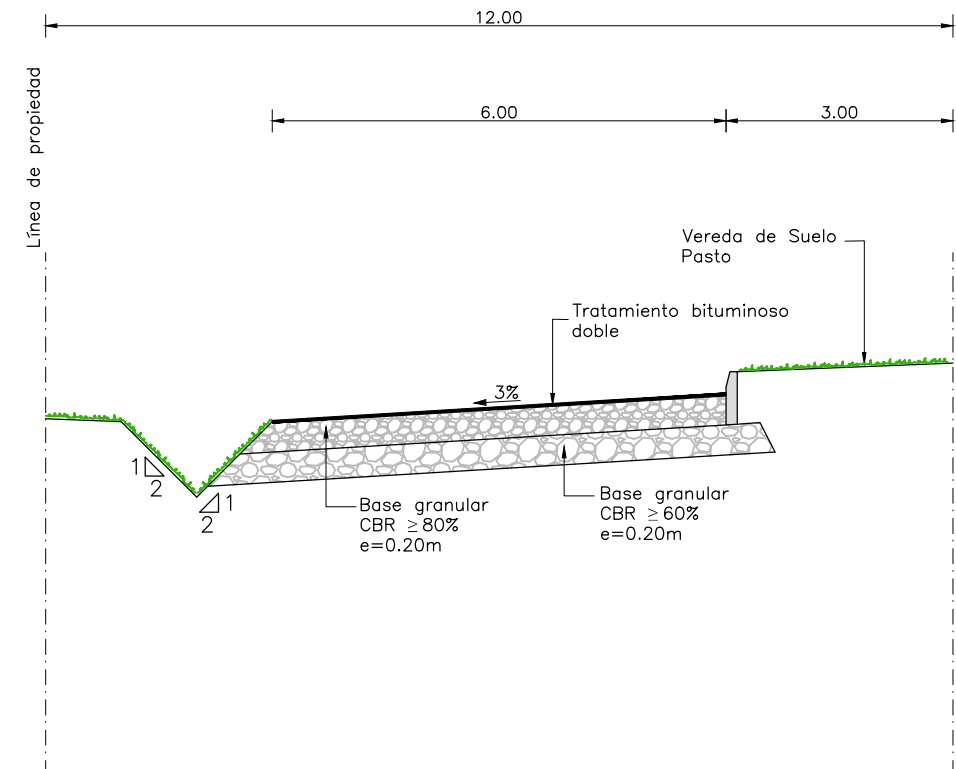 12.00
Línea de propiedad
6.00
3.00
Vereda de Suelo
Pasto
Tratamiento bituminoso
doble
3%
1
2
1
2
Base granular
CBR ≥80%
e=0.20m
Base granular
CBR ≥60%
e=0.20m